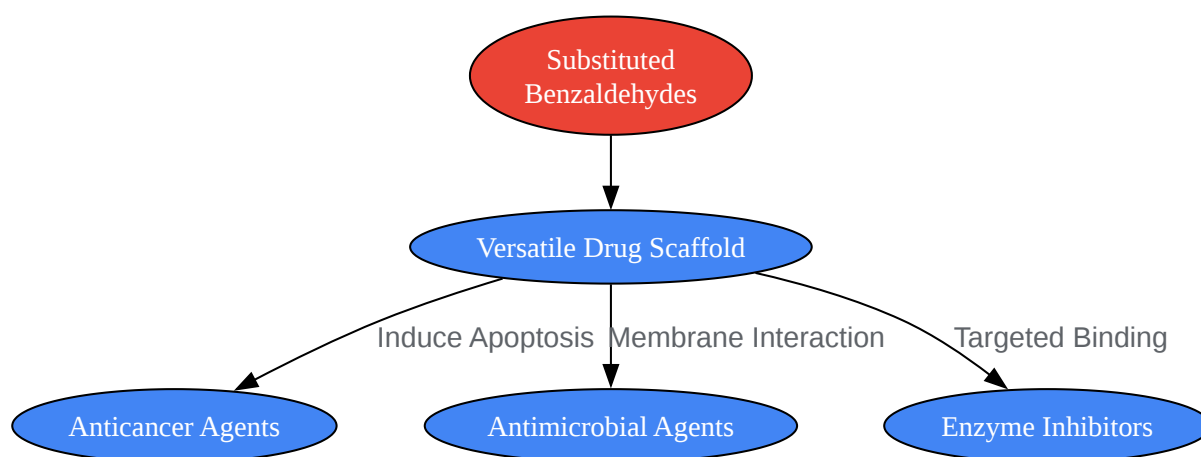 Substituted
Benzaldehydes
Versatile Drug Scaffold
Induce Apoptosis
Membrane Interaction
Targeted Binding
Anticancer Agents
Antimicrobial Agents
Enzyme Inhibitors